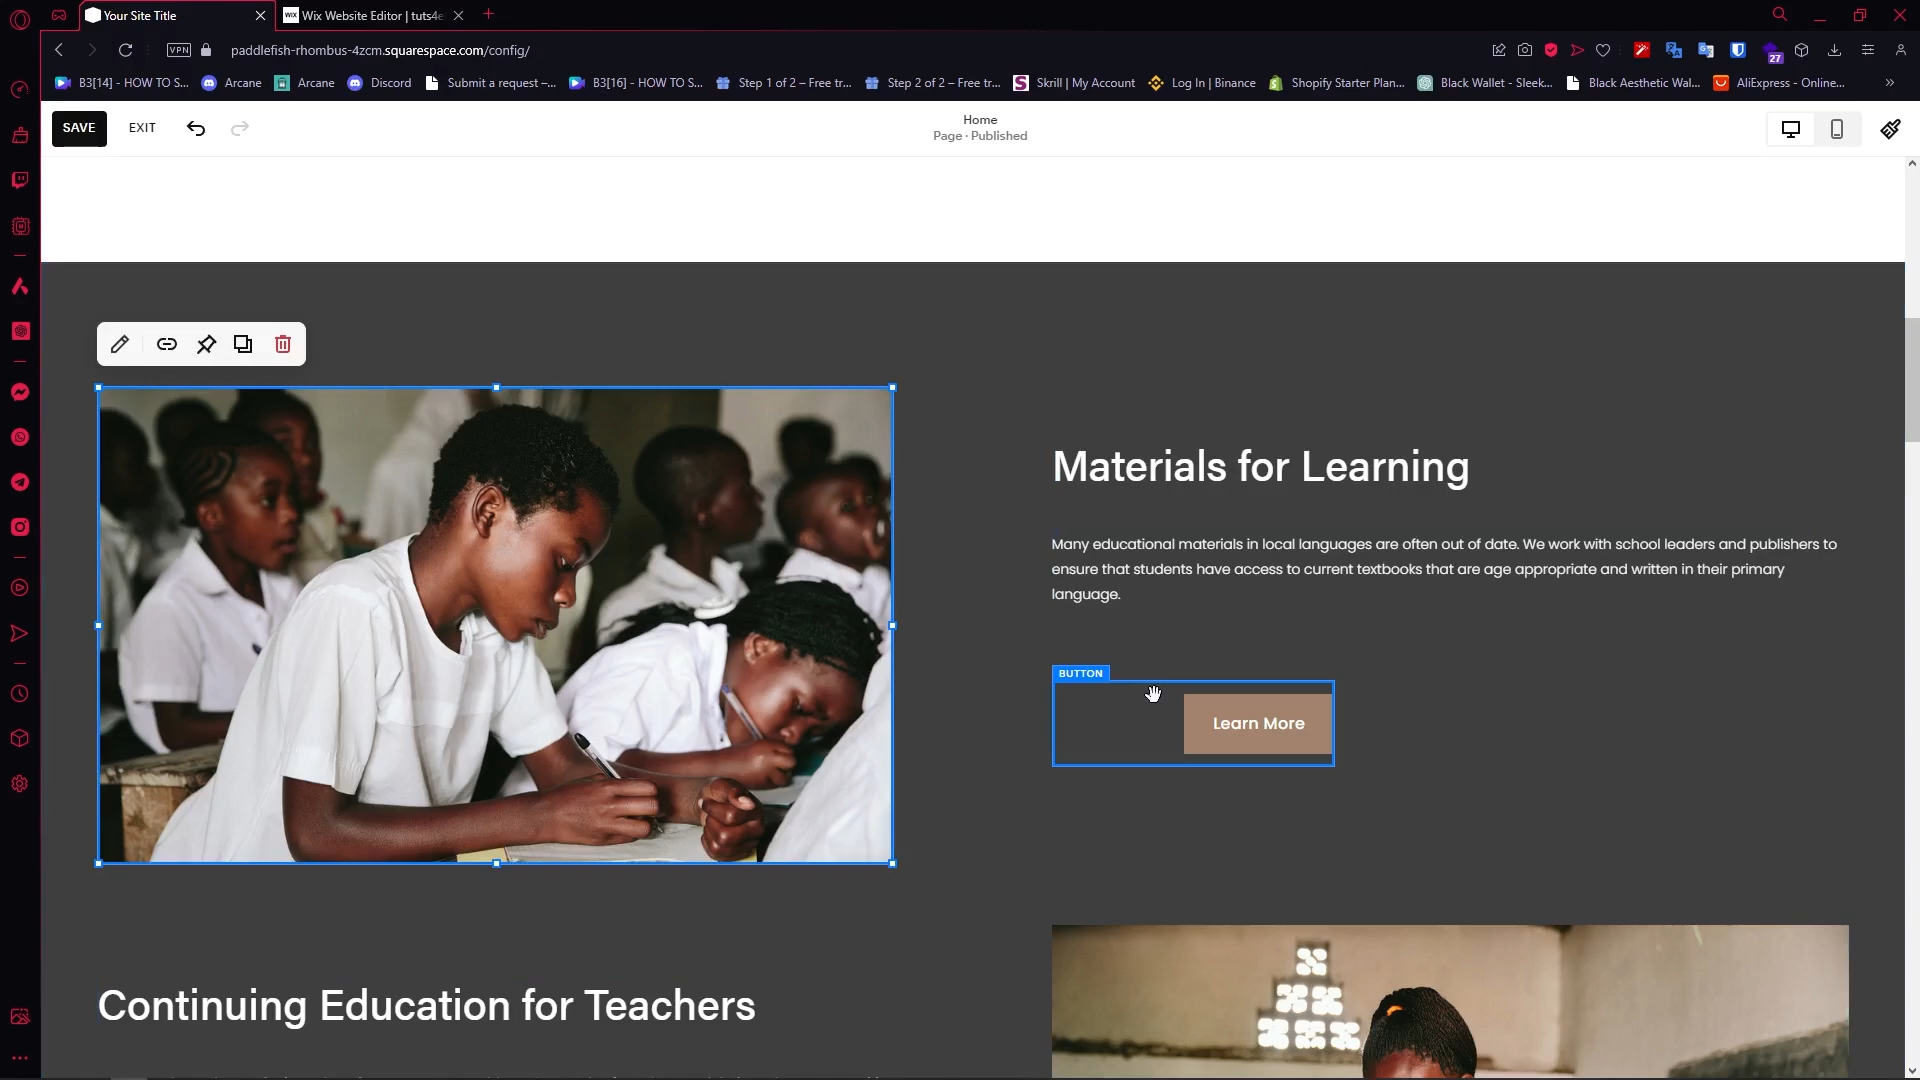 Your Site Title
Wix Website Editor | tuts4e
VPN
paddlefish-rhombus-4zcm.squarespace.com/config/
27
B3[14] - HOW TO S...
Arcane
Arcane
Discord
Submit a request –...
B3[16] - HOW TO S...
Step 1 of 2 – Free tr...
Step 2 of 2 – Free tr...
Skrill | My Account
Log In | Binance
Shopify Starter Plan...
Black Wallet - Sleek...
Black Aesthetic Wal...
AliExpress - Online...
SAVE
EXIT
Home
Page · Published
Materials for Learning
Many educational materials in local languages are often out of date. We work with school leaders and publishers to
ensure that students have access to current textbooks that are age appropriate and written in their primary
language.
BUTTON
Learn More
Continuing Education for Teachers